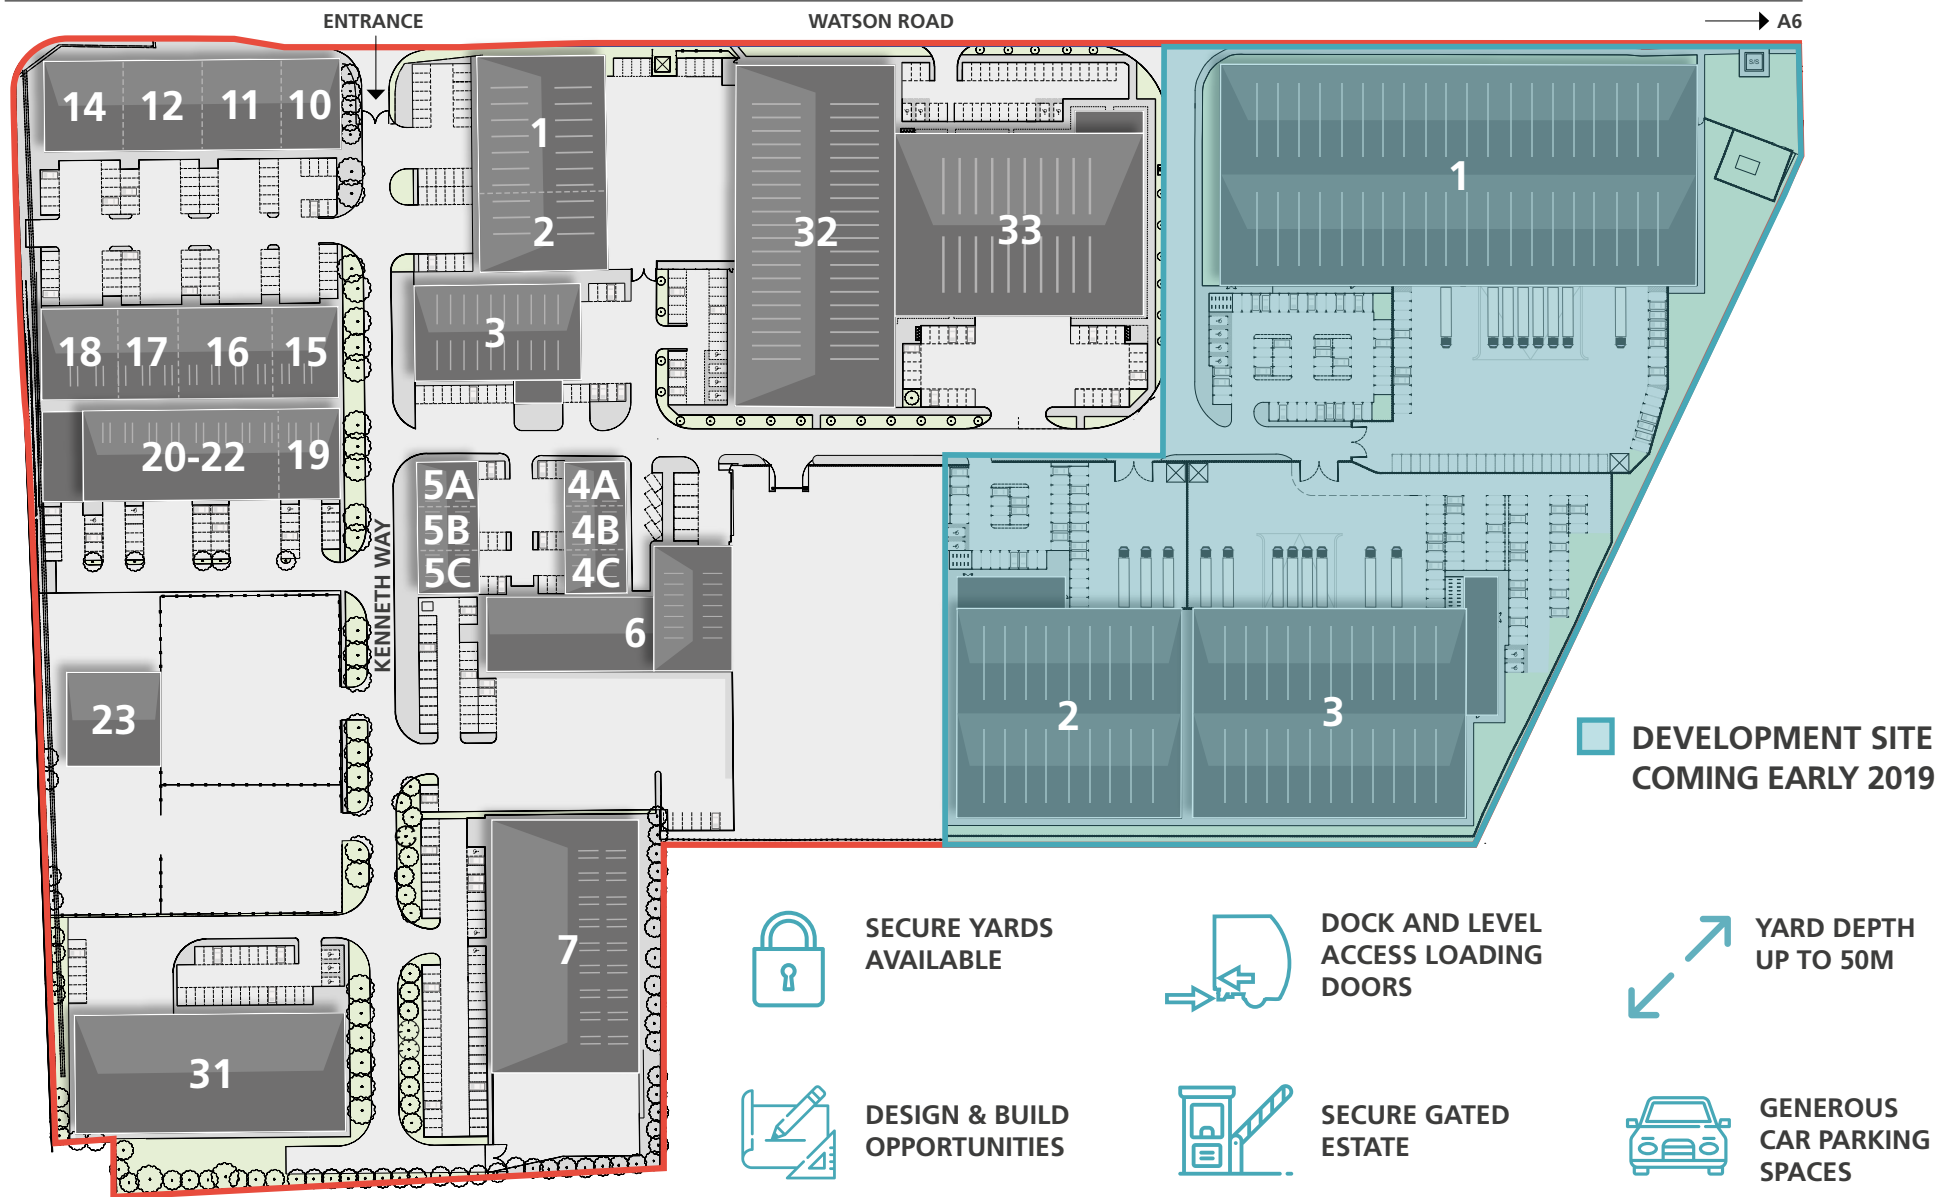 ENTRANCE
WATSON ROAD
A6
14 12 11 10
1
2
32
33
1
S/S
3
18 17 16 15
20-22 19
5A
5B
5C
4A
4B
4C
KENNETH WAY
6
23
2
3
7
31
DEVELOPMENT SITE
COMING EARLY 2019
SECURE YARDS
AVAILABLE
DOCK AND LEVEL
ACCESS LOADING
DOORS
YARD DEPTH
UP TO 50M
DESIGN & BUILD
OPPORTUNITIES
SECURE GATED
ESTATE
GENEROUS
CAR PARKING
SPACES